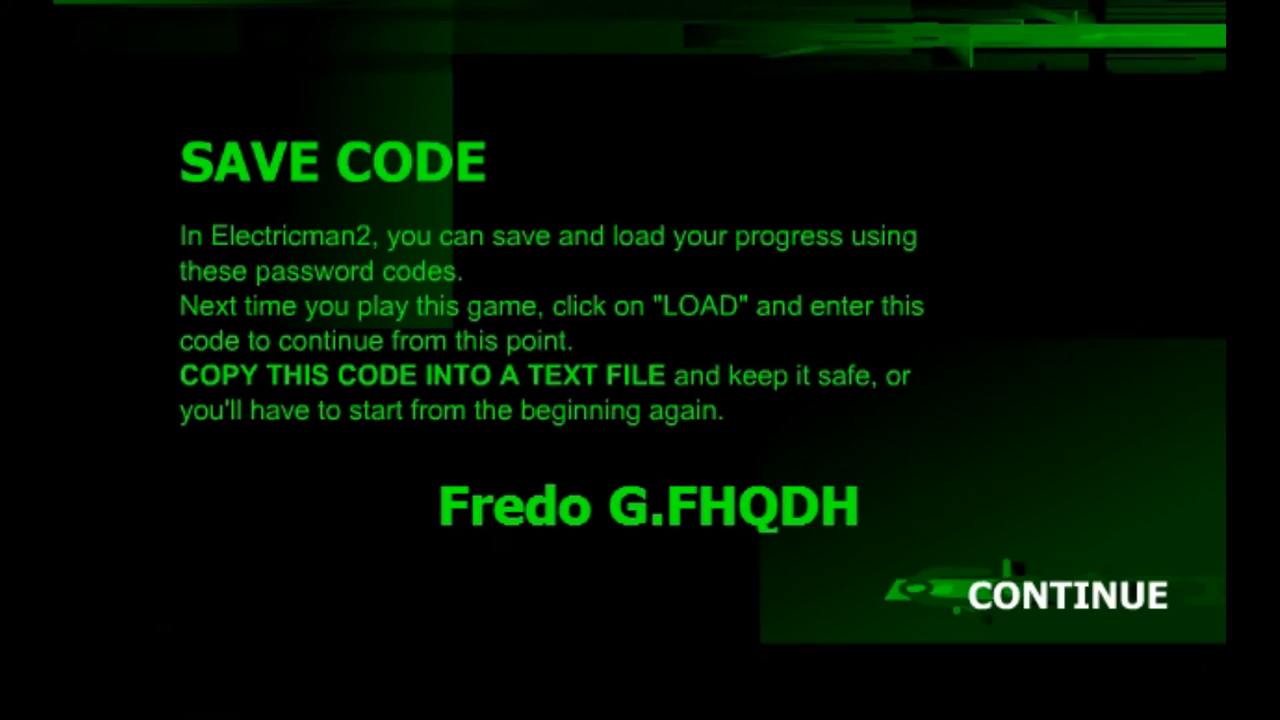 SAVE CODE
In Electricman2, you can save and load your progress using
these password codes.
Next time you play this game, click on "LOAD" and enter this
code to continue from this point.
COPY THIS CODE INTO A TEXT FILE and keep it safe, or
you'll have to start from the beginning again.
Fredo G.FHQDH
CONTINUE